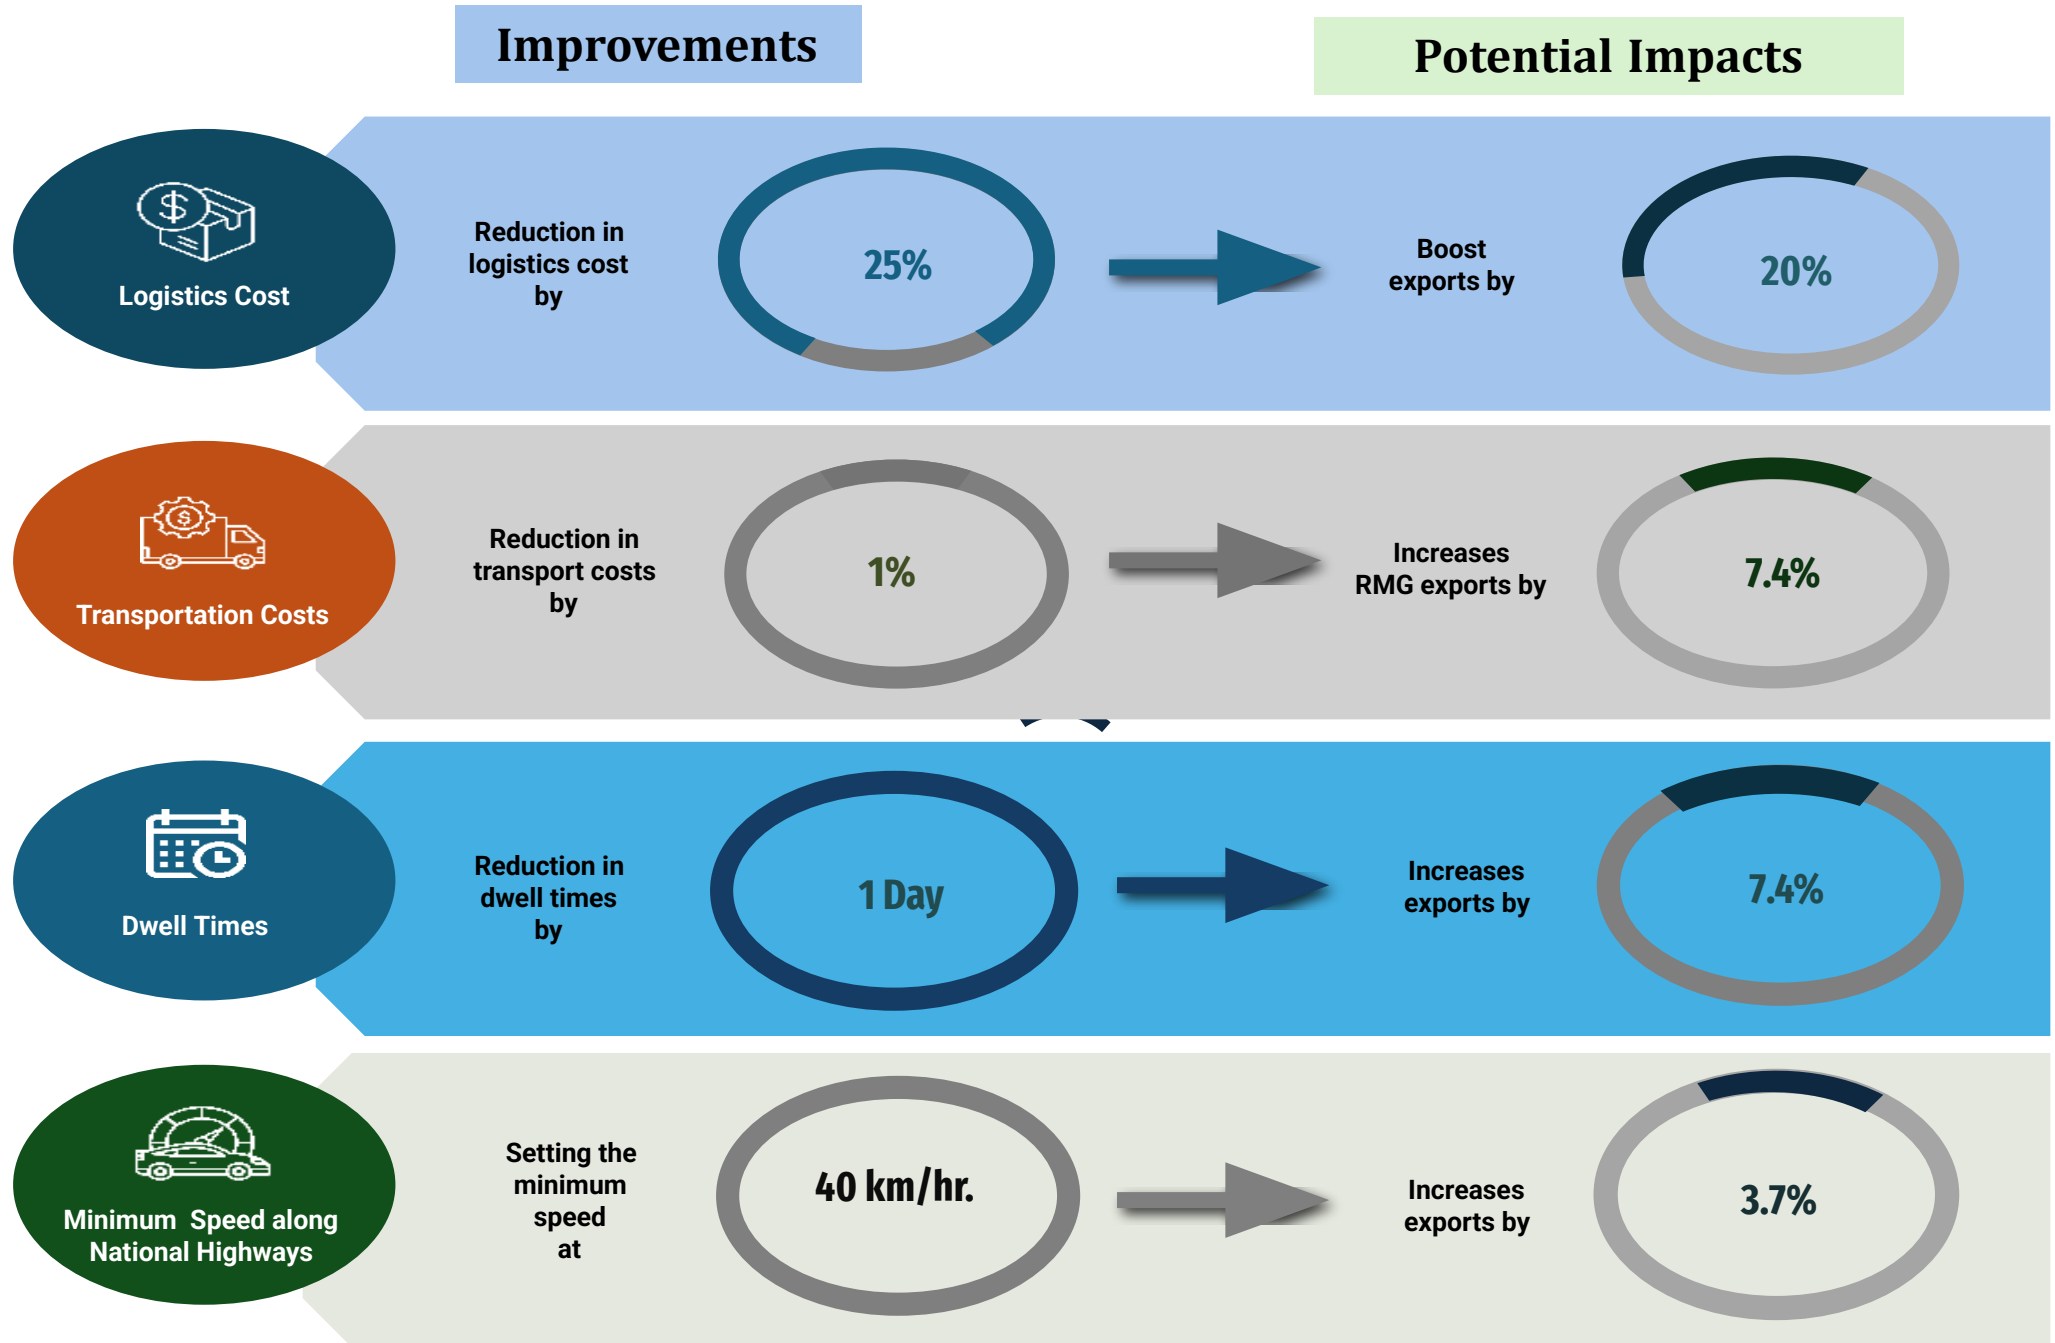 Improvements
Potential Impacts
$
Logistics Cost
Reduction in
logistics cost
by
25%
Boost
exports by
20%
$
Transportation Costs
Reduction in
transport costs
by
1%
Increases
RMG exports by
7.4%
Dwell Times
Reduction in
dwell times
by
1 Day
Increases
exports by
7.4%
Minimum Speed along
National Highways
Setting the
minimum
speed
at
40 km/hr.
Increases
exports by
3.7%